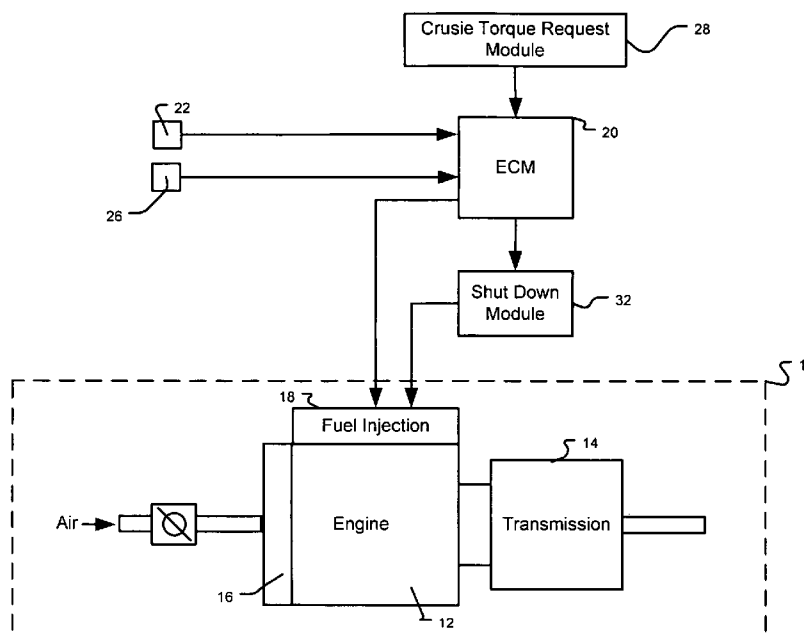 Crusie Torque Request
Module
28
22
20
ECM
26
Shut Down
Module
32
1
18
Fuel Injection
14
Air
Engine
Transmission
16
12